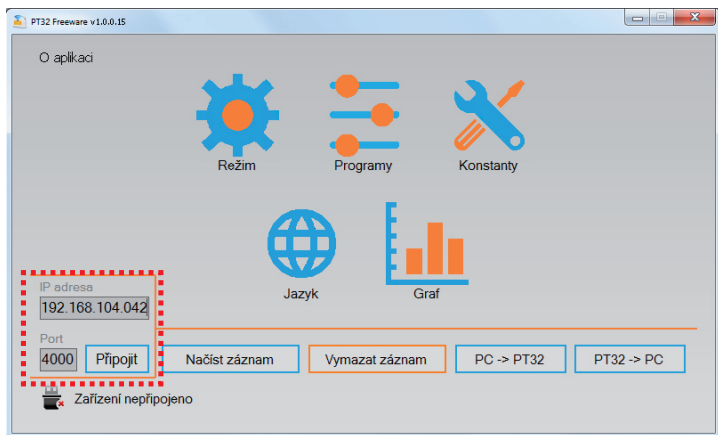 PT32 Freeware v1.0.0.15
O aplikaci
Režim
Programy
Konstanty
Jazyk
Graf
IP adresa
192.168.104.042
Port
4000
Připojit
Načíst záznam
Vymazat záznam
PC -> PT32
PT32 -> PC
Zařízení nepřipojeno